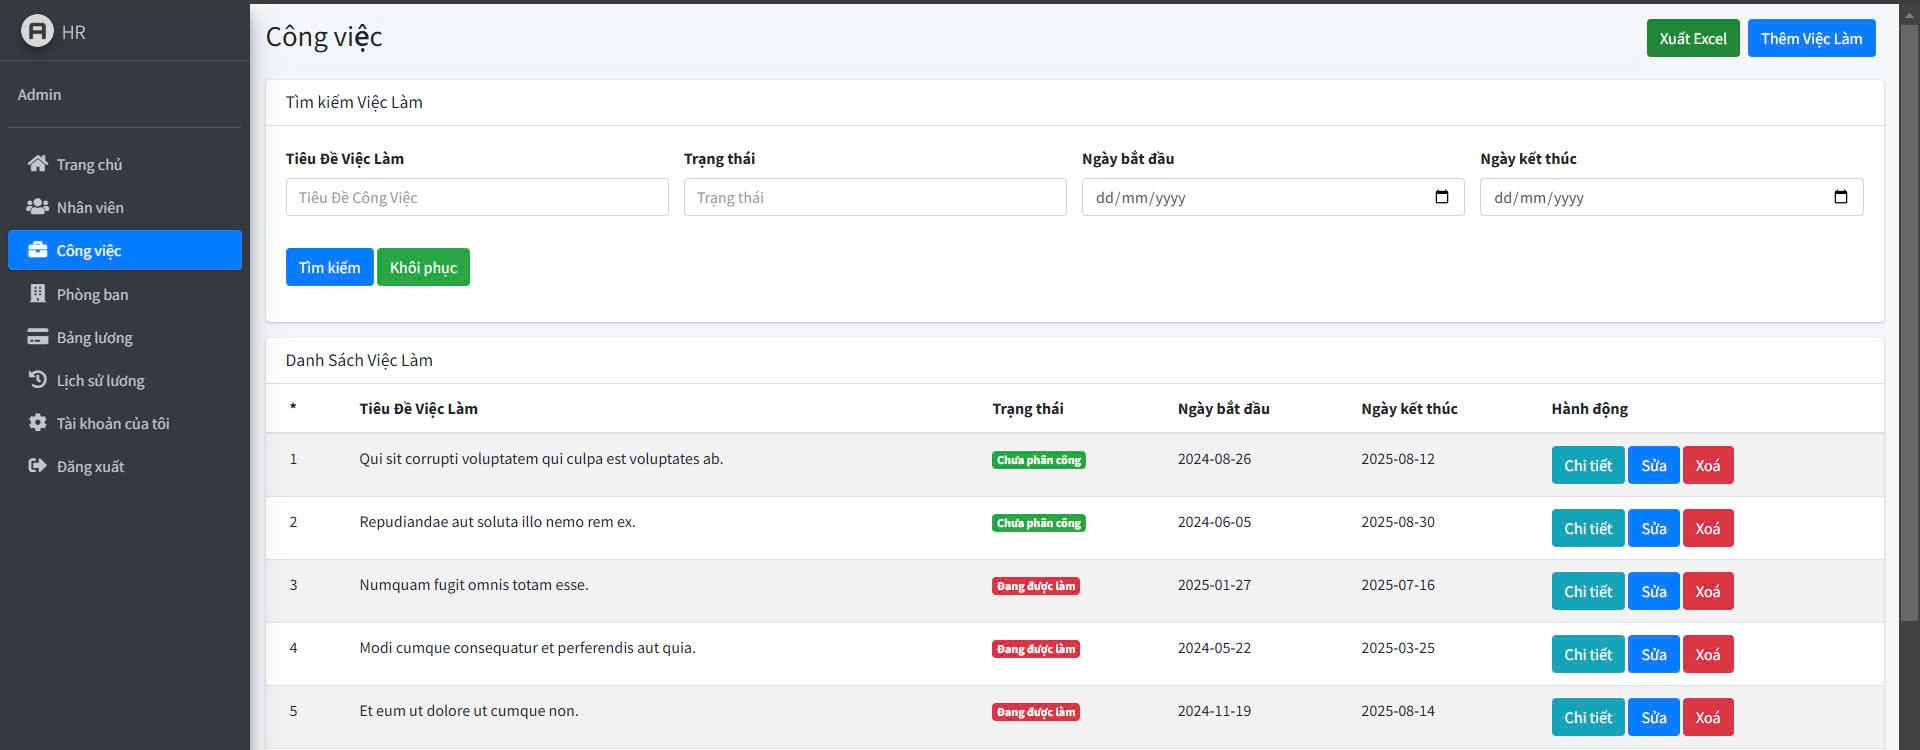 HR
Admin
Trang chủ
Nhân viên
Công việc
Phòng ban
Bảng lương
Lịch sử lương
Tài khoản của tôi
Đăng xuất
Công việc
Xuất Excel Thêm Việc Làm
Tìm kiếm Việc Làm
Tiêu Đề Việc Làm Trạng thái Ngày bắt đầu Ngày kết thúc
Tiêu Đề Công Việc Trạng thái dd/mm/yyyy dd/mm/yyyy
Tìm kiếm Khôi phục
Danh Sách Việc Làm
* Tiêu Đề Việc Làm Trạng thái Ngày bắt đầu Ngày kết thúc Hành động
1 Qui sit corrupti voluptatem qui culpa est voluptates ab. Chưa phân công 2024-08-26 2025-08-12 Chi tiết Sửa Xoá
2 Repudiandae aut soluta illo nemo rem ex. Chưa phân công 2024-06-05 2025-08-30 Chi tiết Sửa Xoá
3 Numquam fugit omnis totam esse. Đang được làm 2025-01-27 2025-07-16 Chi tiết Sửa Xoá
4 Modi cumque consequatur et perferendis aut quia. Đang được làm 2024-05-22 2025-03-25 Chi tiết Sửa Xoá
5 Et eum ut dolore ut cumque non. Đang được làm 2024-11-19 2025-08-14 Chi tiết Sửa Xoá